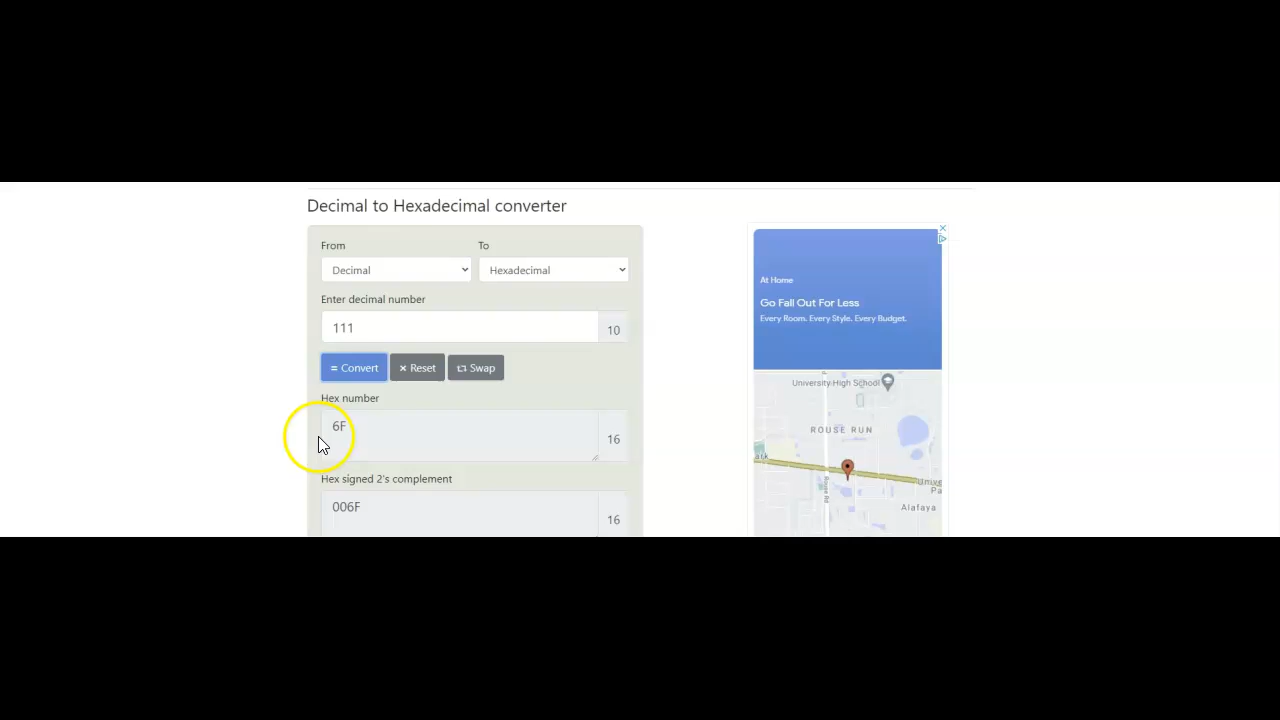 Decimal to Hexadecimal converter
From To
Decimal Hexadecimal
Enter decimal number
111 10
= Convert × Reset Swap
Hex number
6F 16
Hex signed 2's complement
006F 16
At Home
Go Fall Out For Less
Every Room. Every Style. Every Budget.
University High School
ROUSE RUN
Rouse Rd
Alafaya